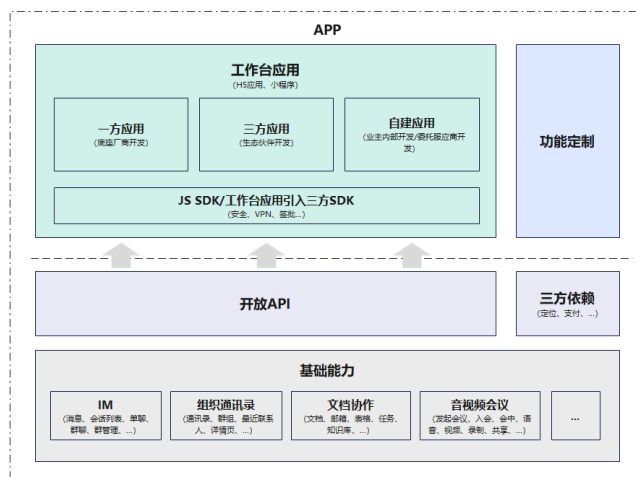 APP
工作台应用
(H5应用、小程序)
一方应用
(底座厂商开发)
三方应用
(生态伙伴开发)
自建应用
(业主内部开发/委托服应商开
发)
功能定制
JS SDK/工作台应用引入三方SDK
(安全、VPN、签批...)
开放API
三方依赖
(定位、支付、...)
基础能力
IM
(消息、会话列表、单聊、
群聊、群管理、...)
组织通讯录
(通讯录、群组、最近联系
人、详情页、...)
文档协作
(文档、邮箱、表格、任务、
知识库、...)
音视频会议
(发起会议、入会、会中、语
音、视频、录制、共享、...)
...